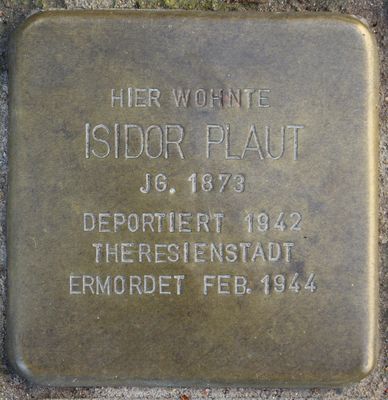 HIER WOHNTE
ISIDOR PLAUT
JG. 1873
DEPORTIERT 1942
THERESIENSTADT
ERMORDET FEB. 1944